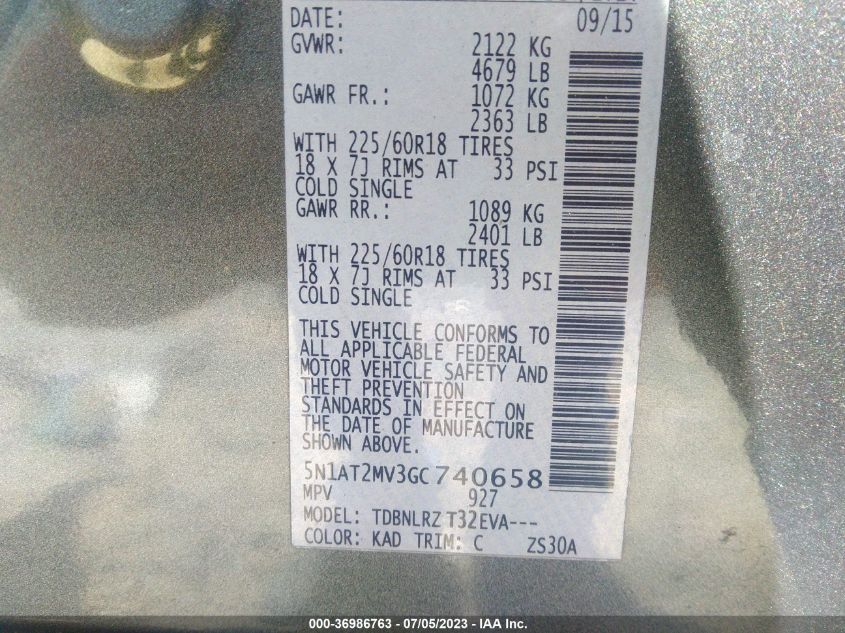 DATE: 09/15
GVWR: 2122 KG
4679 LB
GAWR FR.: 1072 KG
2363 LB
WITH 225/60R18 TIRES
18 X 7J RIMS AT 33 PSI
COLD SINGLE
GAWR RR.: 1089 KG
2401 LB
WITH 225/60R18 TIRES
18 X 7J RIMS AT 33 PSI
COLD SINGLE
THIS VEHICLE CONFORMS TO
ALL APPLICABLE FEDERAL
MOTOR VEHICLE SAFETY AND
THEFT PREVENTION
STANDARDS IN EFFECT ON
THE DATE OF MANUFACTURE
SHOWN ABOVE.
5N1AT2MV3GC740658
MPV 927
MODEL: TDBNLRZ T32EVA---
COLOR: KAD TRIM: C ZS30A
000-36986763 - 07/05/2023 - IAA Inc.